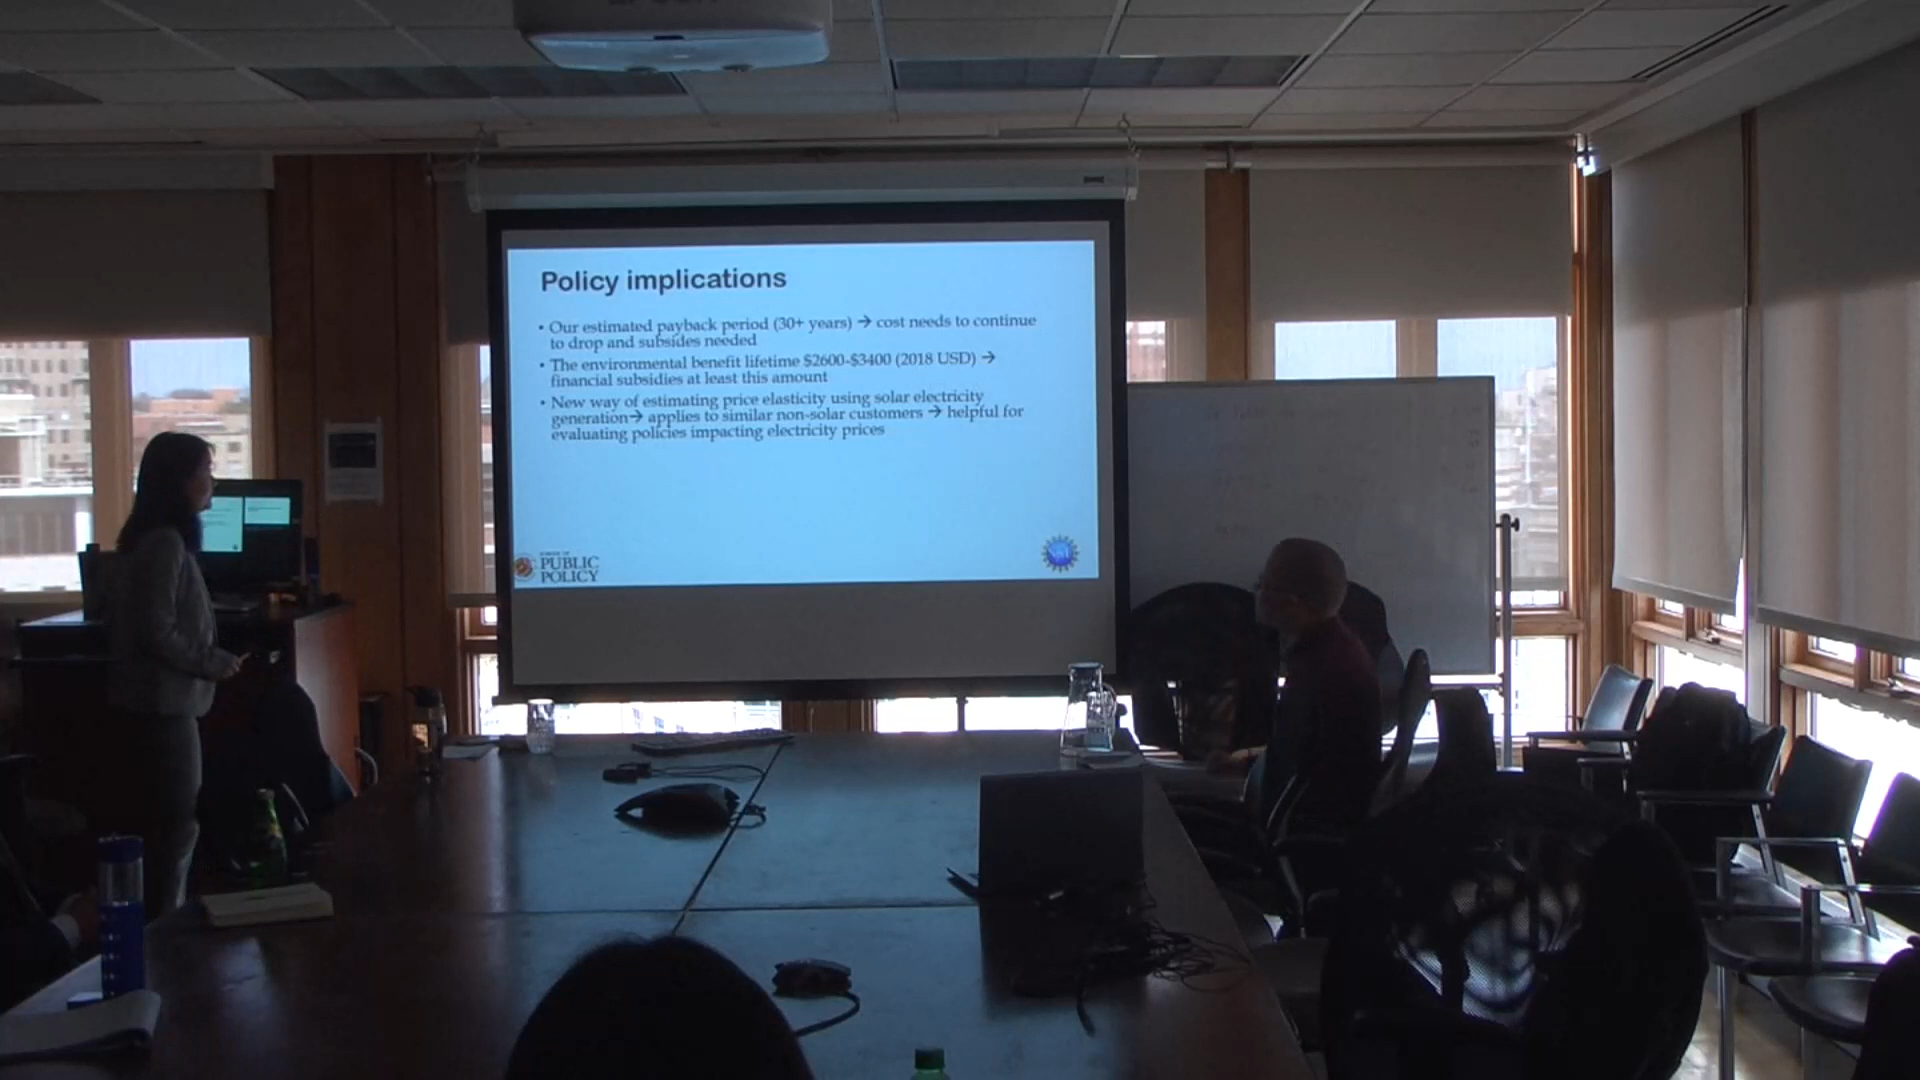 Policy implications
• Our estimated payback period (30+ years) → cost needs to continue
to drop and subsides needed
• The environmental benefit lifetime $2600-$3400 (2018 USD) →
financial subsidies at least this amount
• New way of estimating price elasticity using solar electricity
generation→ applies to similar non-solar customers → helpful for
evaluating policies impacting electricity prices
SCHOOL OF
PUBLIC
POLICY